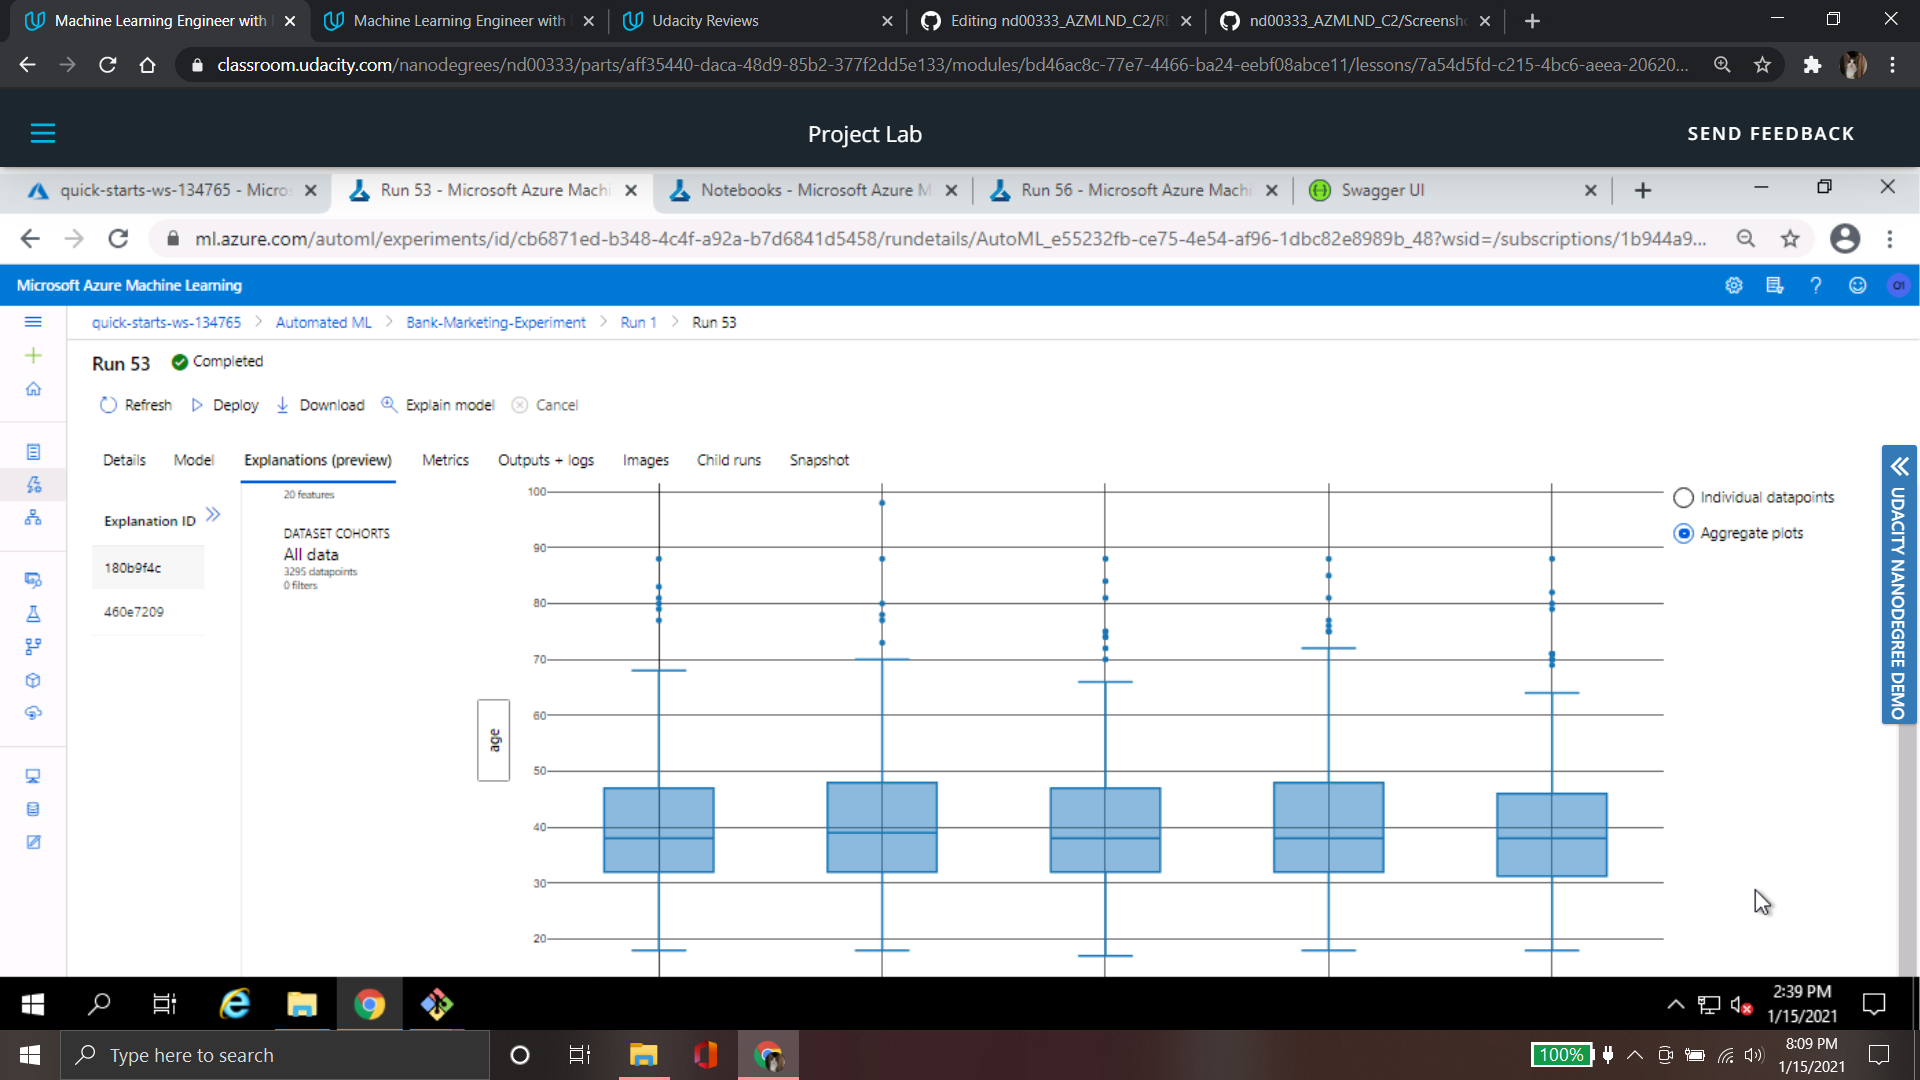 Machine Learning Engineer with
Machine Learning Engineer with
Udacity Reviews
Editing nd00333_AZMLND_C2/RE
nd00333_AZMLND_C2/Screensho
classroom.udacity.com/nanodegrees/nd00333/parts/aff35440-daca-48d9-85b2-377f2dd5e133/modules/bd46ac8c-77e7-4466-ba24-eebf08abce11/lessons/7a54d5fd-c215-4bc6-aeea-20620...
Project Lab
SEND FEEDBACK
quick-starts-ws-134765 - Micros
Run 53 - Microsoft Azure Machi
Notebooks - Microsoft Azure M
Run 56 - Microsoft Azure Machi
Swagger UI
ml.azure.com/automl/experiments/id/cb6871ed-b348-4c4f-a92a-b7d6841d5458/rundetails/AutoML_e55232fb-ce75-4e54-af96-1dbc82e8989b_48?wsid=/subscriptions/1b944a9...
Microsoft Azure Machine Learning
quick-starts-ws-134765 > Automated ML > Bank-Marketing-Experiment > Run 1 > Run 53
Run 53
Completed
Refresh
Deploy
Download
Explain model
Cancel
Details
Model
Explanations (preview)
Metrics
Outputs + logs
Images
Child runs
Snapshot
Explanation ID
180b9f4c
460e7209
20 features
DATASET COHORTS
All data
3295 datapoints
0 filters
age
100
90
80
70
60
50
40
30
20
Individual datapoints
Aggregate plots
UDACITY NANODEGREE DEMO
2:39 PM
1/15/2021
Type here to search
100%
8:09 PM
1/15/2021